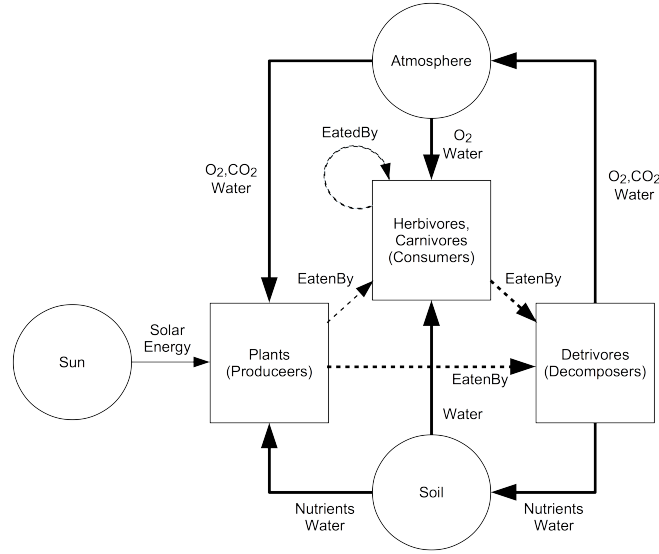 Atmosphere
EatedBy
O2
Water
O2,CO2
Water
O2,CO2
Water
Herbivores,
Carnivores
(Consumers)
EatenBy
EatenBy
Solar
Energy
Sun
Plants
(Produceers)
Detrivores
(Decomposers)
EatenBy
Water
Soil
Nutrients
Water
Nutrients
Water